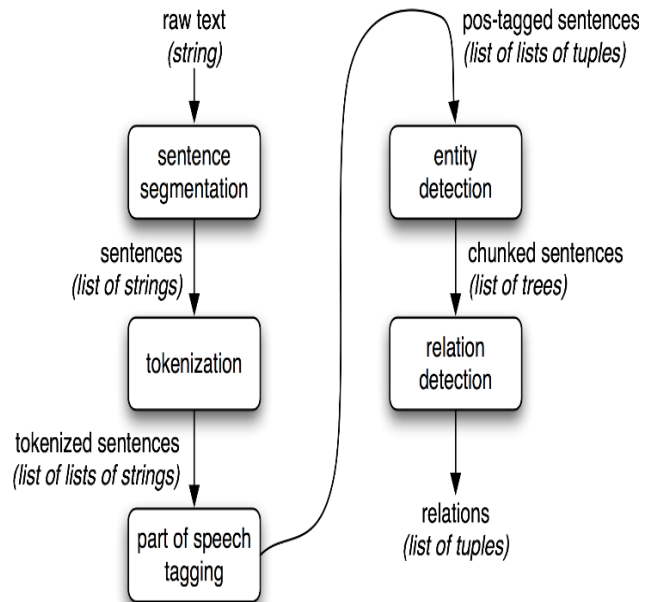 raw text
(string)
sentence
segmentation
sentences
(list of strings)
tokenization
tokenized sentences
(list of lists of strings)
part of speech
tagging
pos-tagged sentences
(list of lists of tuples)
entity
detection
chunked sentences
(list of trees)
relation
detection
relations
(list of tuples)